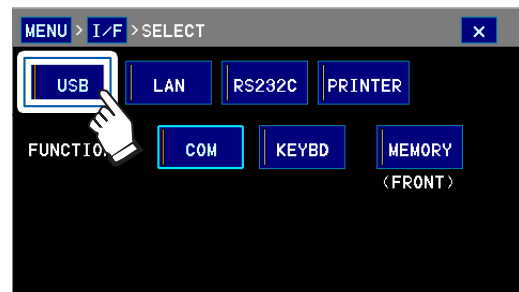 MENU > I/F >SELECT x
USB LAN RS232C PRINTER
FUNCTIO COM KEYBD MEMORY
(FRONT)